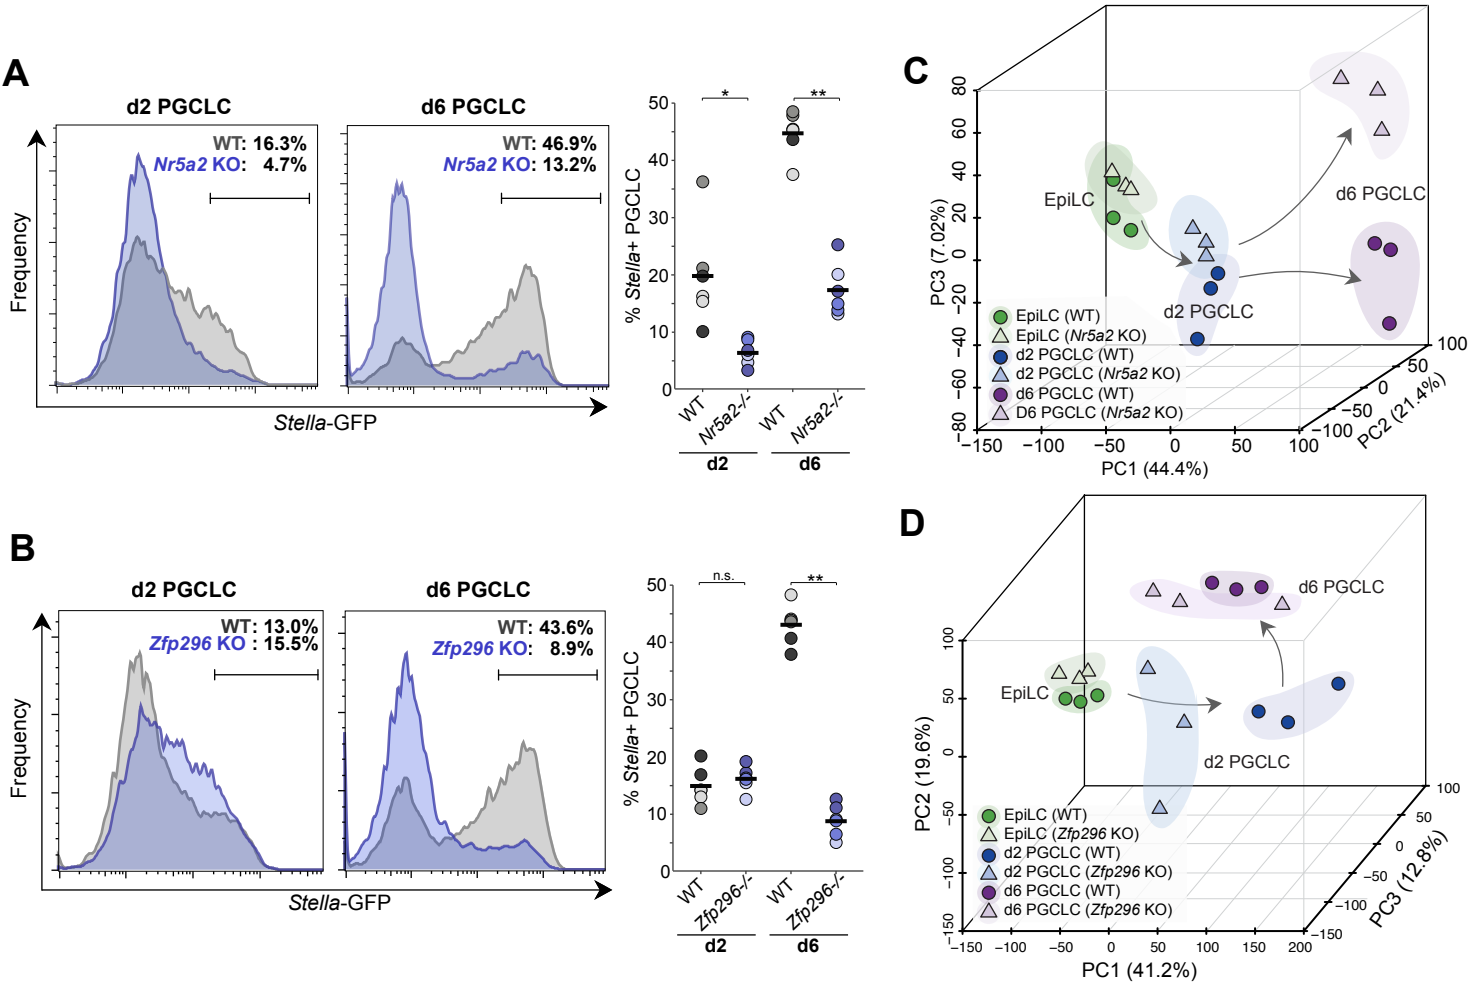 A
d2 PGCLC
WT: 16.3%
Nr5a2 KO: 4.7%
Frequency
d6 PGCLC
WT: 46.9%
Nr5a2 KO: 13.2%
Stella-GFP
% Stella+ PGCLC
50
40
30
20
10
0
*
**
WT
Nr5a2-/-
WT
Nr5a2-/-
d2
d6
B
d2 PGCLC
WT: 13.0%
Zfp296 KO : 15.5%
Frequency
d6 PGCLC
WT: 43.6%
Zfp296 KO: 8.9%
Stella-GFP
% Stella+ PGCLC
50
40
30
20
10
0
n.s.
**
WT
Zfp296-/-
WT
Zfp296-/-
d2
d6
C
PC3 (7.02%)
80
60
40
20
0
−20
−40
−60
−80
EpiLC
d2 PGCLC
d6 PGCLC
EpiLC (WT)
EpiLC (Nr5a2 KO)
d2 PGCLC (WT)
d2 PGCLC (Nr5a2 KO)
d6 PGCLC (WT)
D6 PGCLC (Nr5a2 KO)
−150
−100
−50
0
50
100
PC1 (44.4%)
−100
−50
0
50
100
PC2 (21.4%)
D
PC2 (19.6%)
100
50
0
−50
−100
−150
EpiLC
d2 PGCLC
d6 PGCLC
EpiLC (WT)
EpiLC (Zfp296 KO)
d2 PGCLC (WT)
d2 PGCLC (Zfp296 KO)
d6 PGCLC (WT)
d6 PGCLC (Zfp296 KO)
−150
−100
−50
0
50
100
150
200
PC1 (41.2%)
−150
−100
−50
0
50
100
PC3 (12.8%)